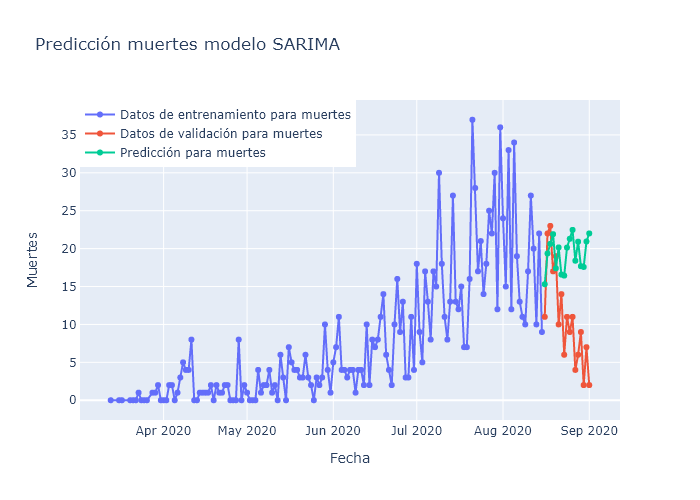 Predicción muertes modelo SARIMA
Datos de entrenamiento para muertes
Datos de validación para muertes
Predicción para muertes
35
30
25
20
15
10
5
0
Muertes
Apr 2020
May 2020
Jun 2020
Jul 2020
Aug 2020
Sep 2020
Fecha